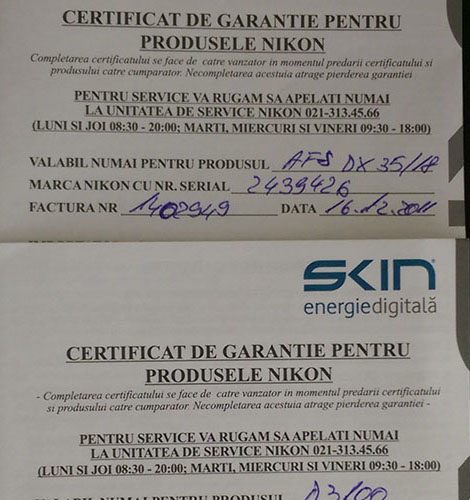 CERTIFICAT DE GARANTIE PENTRU
PRODUSELE NIKON
Completarea certificatului se face de catre vanzator in momentul predarii certificatului si
produsului catre cumparator. Necompletarea acestuia atrage pierderea garantiei
PENTRU SERVICE VA RUGAM SA APELATI NUMAI
LA UNITATEA DE SERVICE NIKON 021-313.45.66
(LUNI SI JOI 08:30 - 20:00; MARTI, MIERCURI SI VINERI 09:30 - 18:00)
VALABIL NUMAI PENTRU PRODUSUL AFS DX 35/1.8
MARCA NIKON CU NR. SERIAL 2439426
FACTURA NR 1402949 DATA 16.12.2011
SKIN
energiedigitală
CERTIFICAT DE GARANTIE PENTRU
PRODUSELE NIKON
- Completarea certificatului se face de catre vanzator in momentul predarii certificatului
si produsului catre cumparator. Necompletarea acestuia atrage pierderea garantiei -
PENTRU SERVICE VA RUGAM SA APELATI NUMAI
LA UNITATEA DE SERVICE NIKON 021-313.45.66
(LUNI SI JOI 08:30 - 20:00; MARTI, MIERCURI SI VINERI 09:30 - 18:00)
VALABIL NUMAI PENTRU PRODUSUL D3100